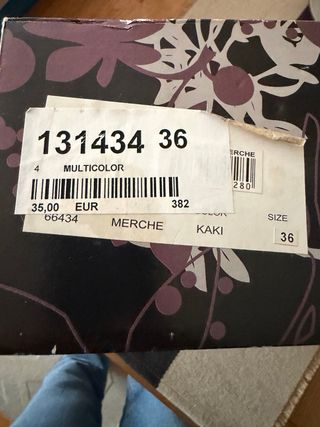 131434 36
4 MULTICOLOR
35,00 EUR 382
ERCHE
280
66434 MERCHE KAKI
SIZE
36